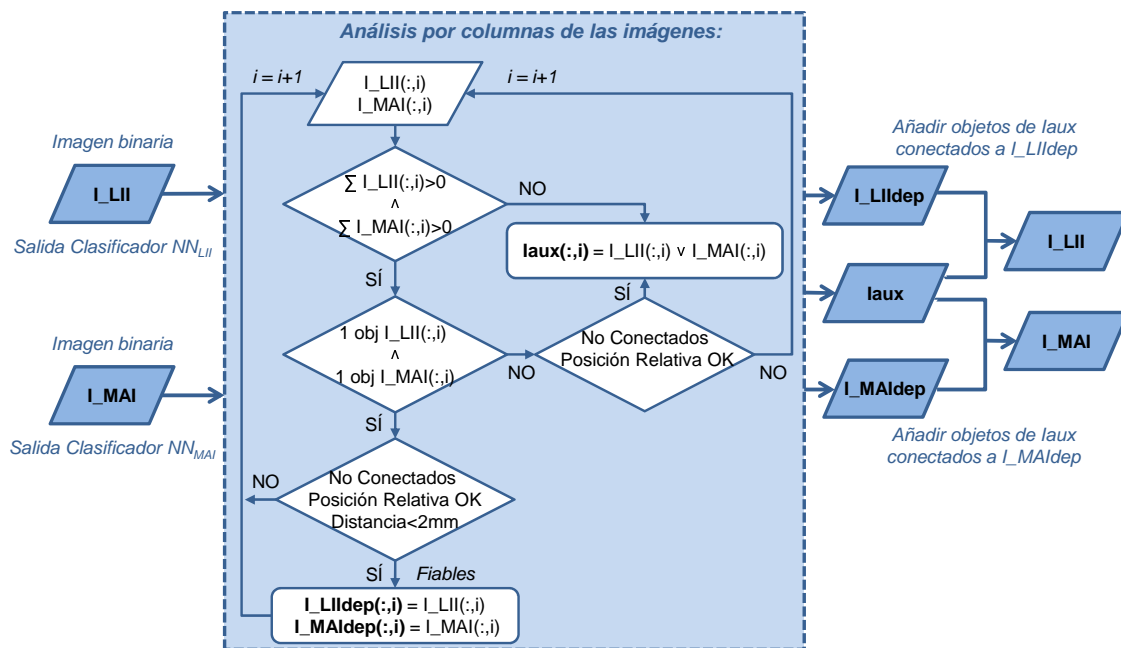 Análisis por columnas de las imágenes:
i = i+1
i = i+1
I_LII(:,i)
I_MAI(:,i)
Imagen binaria
I_LII
Salida Clasificador NN_LII
Imagen binaria
I_MAI
Salida Clasificador NN_MAI
∑ I_LII(:,i)>0
∧
∑ I_MAI(:,i)>0
NO
SÍ
Iaux(:,i) = I_LII(:,i) ∨ I_MAI(:,i)
SÍ
1 obj I_LII(:,i)
∧
1 obj I_MAI(:,i)
NO
SÍ
No Conectados
Posición Relativa OK
NO
No Conectados
Posición Relativa OK
Distancia<2mm
NO
SÍ
Fiables
I_LIIdep(:,i) = I_LII(:,i)
I_MAIdep(:,i) = I_MAI(:,i)
Añadir objetos de Iaux
conectados a I_LIIdep
I_LIIdep
I_LII
Iaux
I_MAI
I_MAIdep
Añadir objetos de Iaux
conectados a I_MAIdep